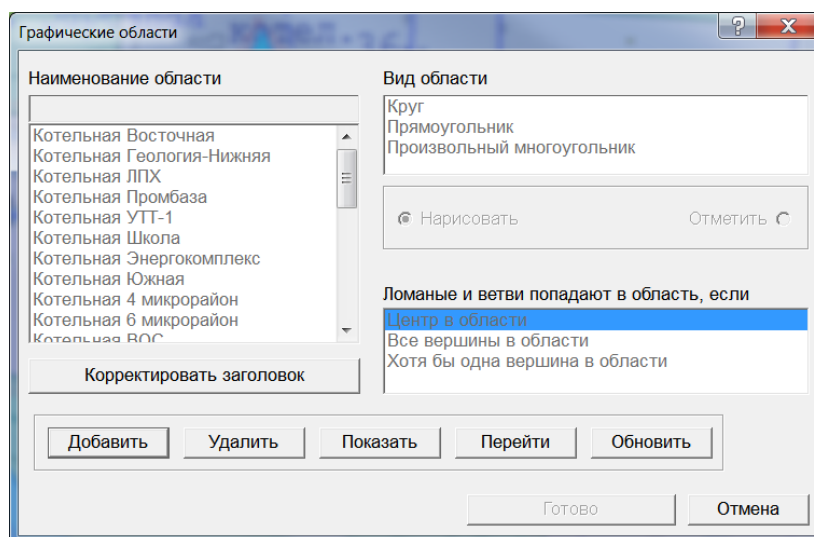 Графические области
Наименование области
Котельная Восточная
Котельная Геология-Нижняя
Котельная ЛПХ
Котельная Промбаза
Котельная УТТ-1
Котельная Школа
Котельная Энергокомплекс
Котельная Южная
Котельная 4 микрорайон
Котельная 6 микрорайон
Котельная ВОС
Корректировать заголовок
Вид области
Круг
Прямоугольник
Произвольный многоугольник
Нарисовать Отметить
Ломаные и ветви попадают в область, если
Центр в области
Все вершины в области
Хотя бы одна вершина в области
Добавить Удалить Показать Перейти Обновить
Готово Отмена